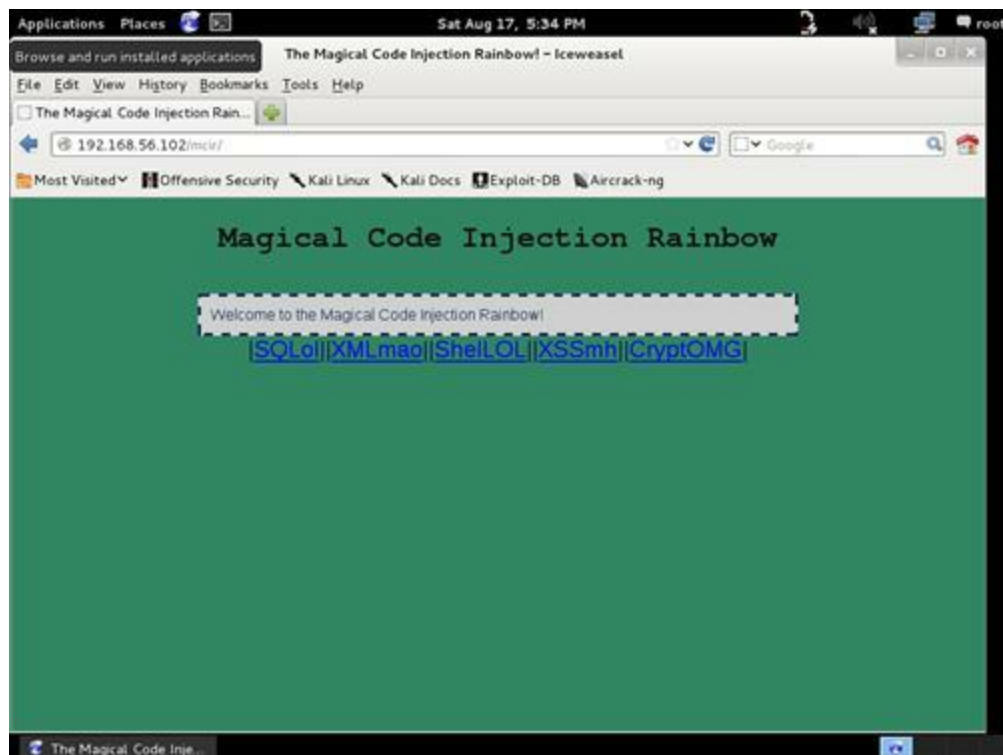 Applications Places Sat Aug 17, 5:34 PM root
Browse and run installed applications The Magical Code Injection Rainbow! - Iceweasel
File Edit View History Bookmarks Tools Help
The Magical Code Injection Rain...
192.168.56.102/mcir/ Google
Most Visited Offensive Security Kali Linux Kali Docs Exploit-DB Aircrack-ng
Magical Code Injection Rainbow
Welcome to the Magical Code Injection Rainbow!
|SQLol||XMLmao||ShelLOL||XSSmh||CryptOMG|
The Magical Code Inje...